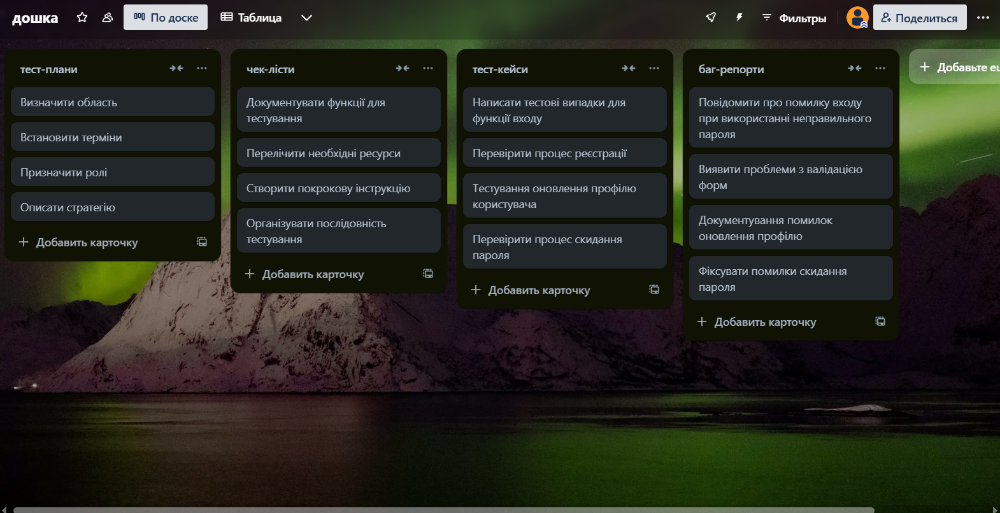 дошка
По доске
Таблица
Фильтры
Поделиться
тест-плани
Визначити область
Встановити терміни
Призначити ролі
Описати стратегію
Добавить карточку
чек-лісти
Документувати функції для
тестування
Перелічити необхідні ресурси
Створити покрокову інструкцію
Організувати послідовність
тестування
Добавить карточку
тест-кейси
Написати тестові випадки для
функції входу
Перевірити процес реєстрації
Тестування оновлення профілю
користувача
Перевірити процес скидання
пароля
Добавить карточку
баг-репорти
Повідомити про помилку входу
при використанні неправильного
пароля
Виявити проблеми з валідацією
форм
Документування помилок
оновлення профілю
Фіксувати помилки скидання
пароля
Добавить карточку
Добавьте